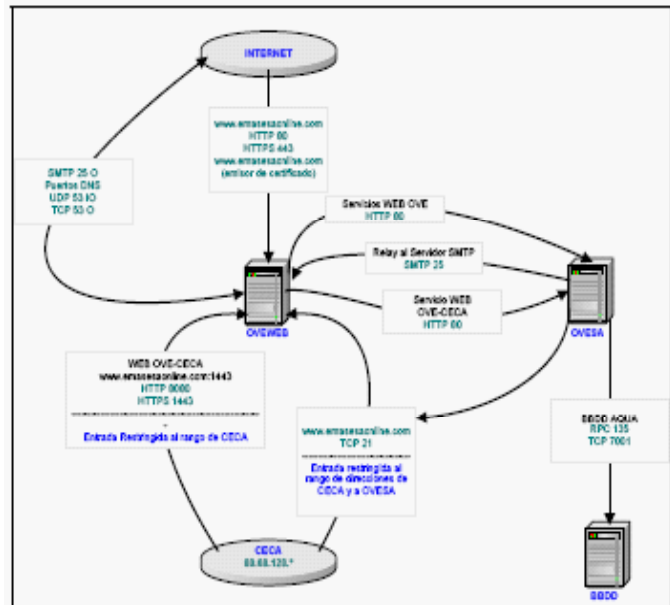 INTERNET
www.emasesaonline.com
HTTP 80
HTTPS 443
www.emasesaonline.com
(emisor de certificado)
SMTP 25 O
Puertos DNS
UDP 53 IO
TCP 53 O
Servicios WEB OVE
HTTP 80
Relay al Servidor SMTP
SMTP 25
Servicio WEB
OVE-CECA
HTTP 80
OVEWEB
OVESA
WEB OVE-CECA
www.emasesaonline.com:1443
HTTP 8080
HTTPS 1443
Entrada Restringida al rango de CECA
www.emasesaonline.com
TCP 21
Entrada restringida al
rango de direcciones de
CECA y a OVESA
BBDD AQUA
RPC 135
TCP 7001
CECA
BBDD